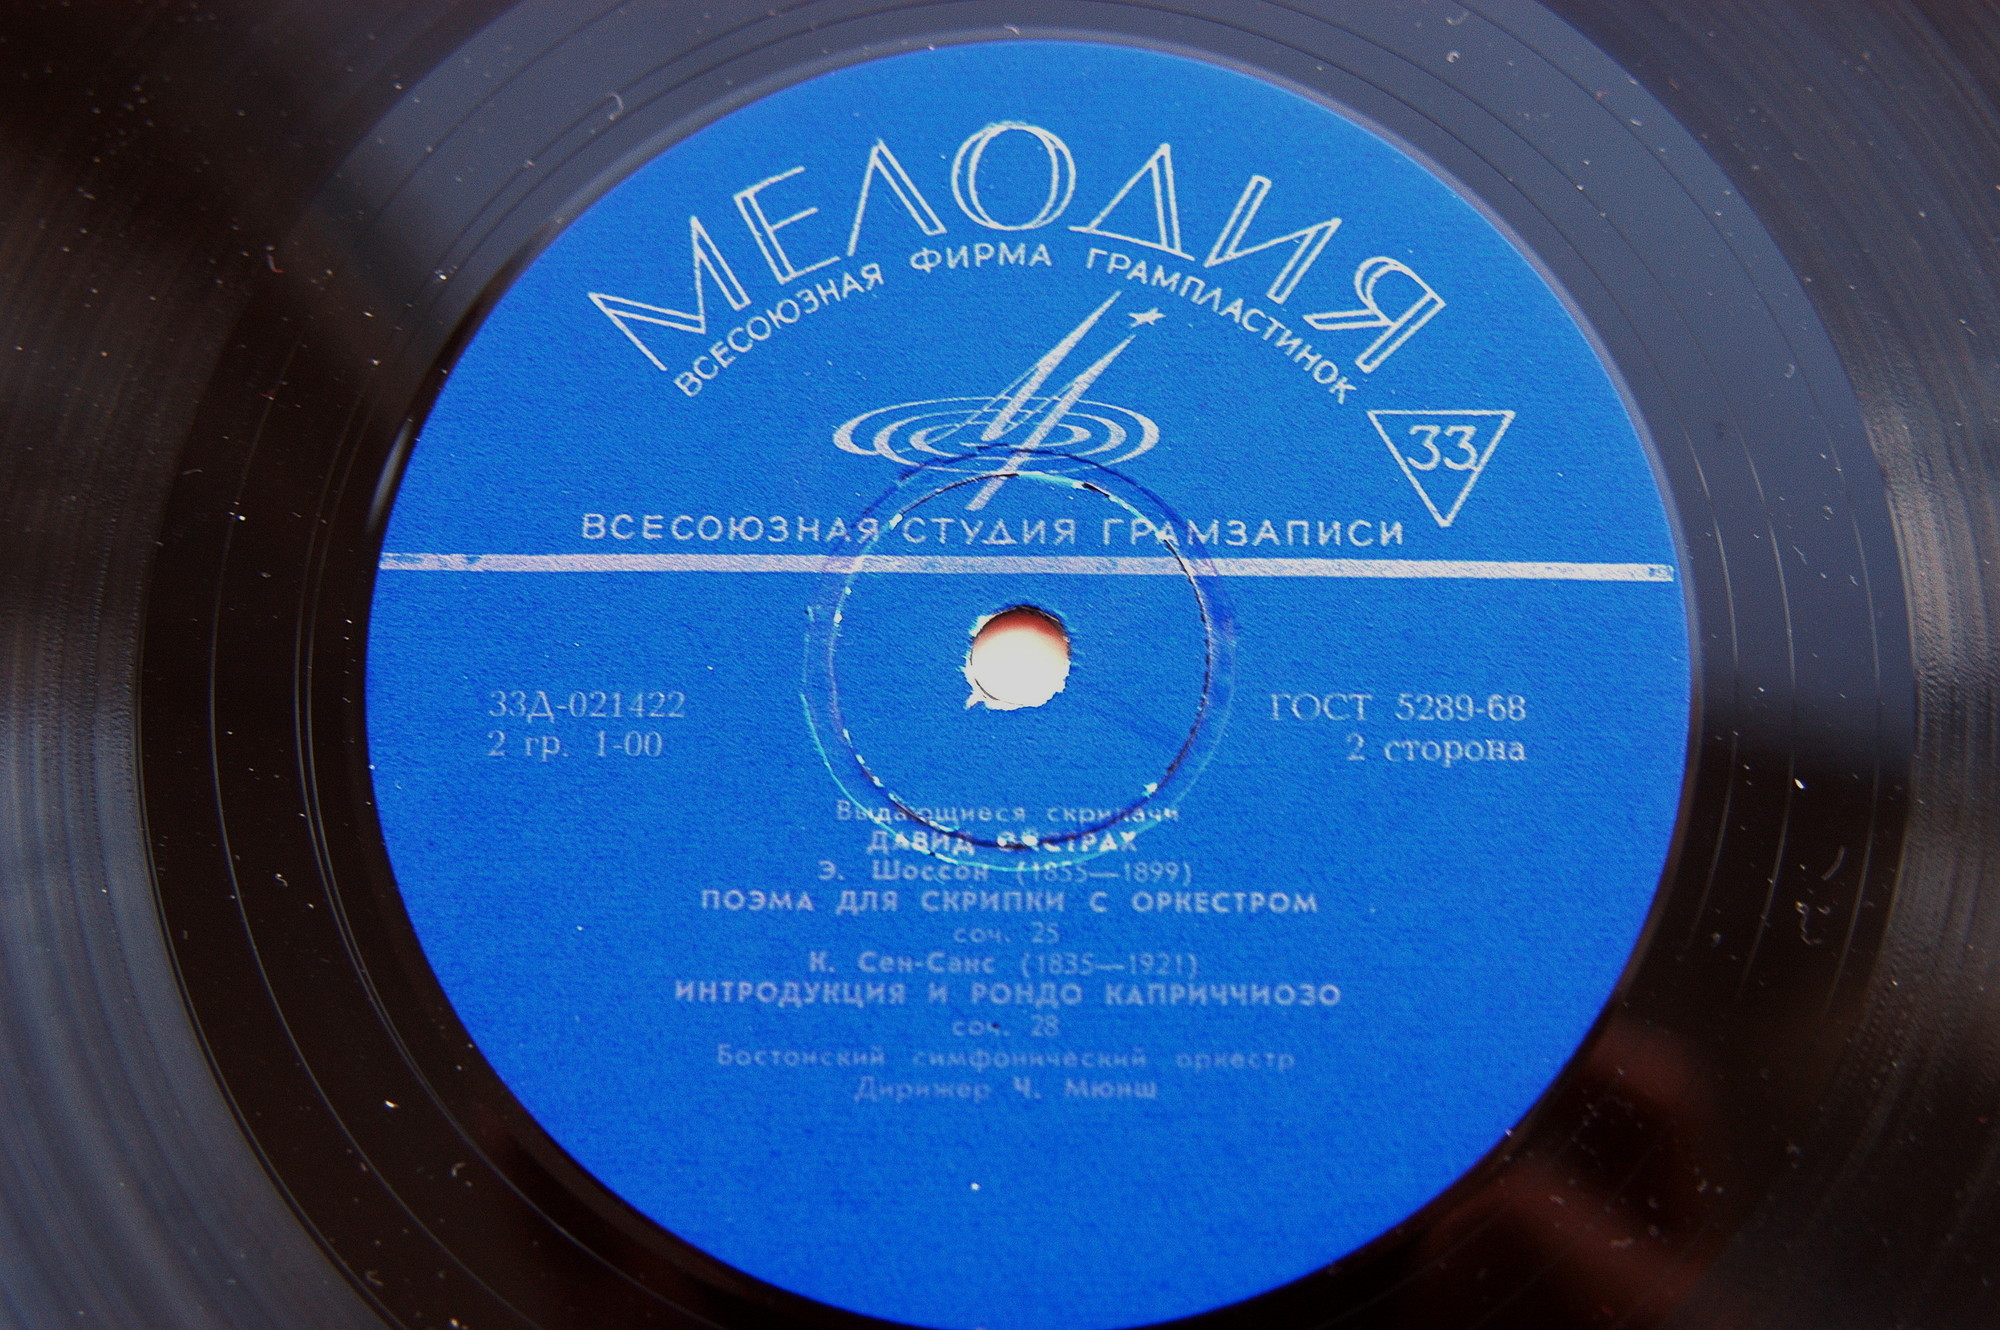 МЕЛОДИЯ
ВСЕСОЮЗНАЯ ФИРМА ГРАМПЛАСТИНОК
33
ВСЕСОЮЗНАЯ СТУДИЯ ГРАМЗАПИСИ
33Д-021422
2 гр. 1-00
ГОСТ 5289-68
2 сторона
Выдающиеся скрипачи
ДАВИД ОЙСТРАХ
Э. Шоссон (1855—1899)
ПОЭМА ДЛЯ СКРИПКИ С ОРКЕСТРОМ
соч. 25
К. Сен-Санс (1835—1921)
ИНТРОДУКЦИЯ И РОНДО КАПРИЧЧИОЗО
соч. 28
Бостонский симфонический оркестр
Дирижер Ч. Мюнш